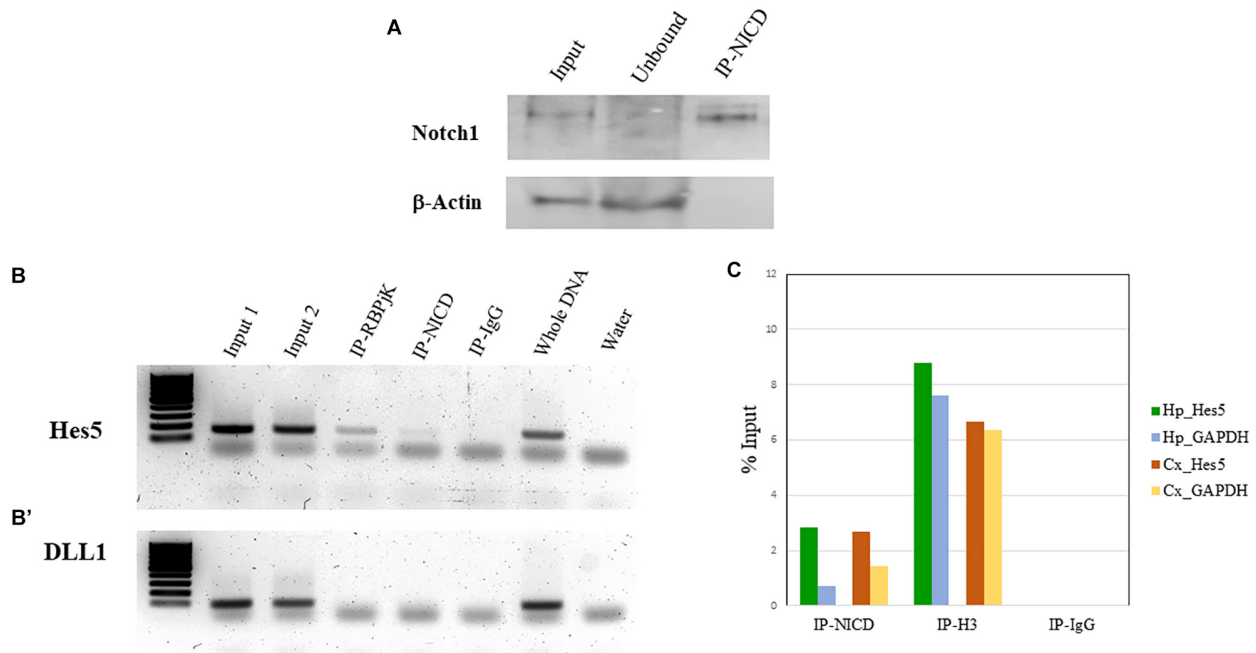 A
Input
Unbound
IP-NICD
Notch1
β-Actin
B
Input 1
Input 2
IP-RBPjK
IP-NICD
IP-IgG
Whole DNA
Water
Hes5
B’
DLL1
C
% Input
12
10
8
6
4
2
0
IP-NICD
IP-H3
IP-IgG
Hp_Hes5
Hp_GAPDH
Cx_Hes5
Cx_GAPDH